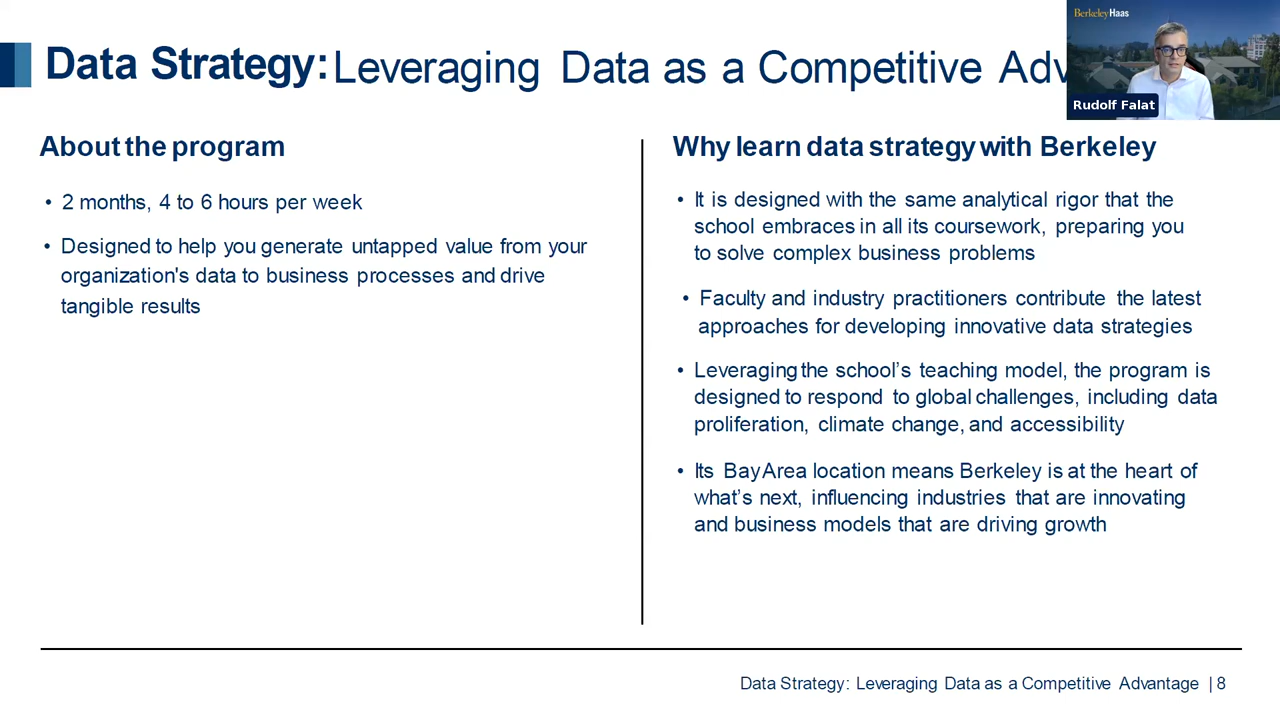 BerkeleyHaas
Rudolf Falat
Data Strategy: Leveraging Data as a Competitive Adv
About the program
• 2 months, 4 to 6 hours per week
• Designed to help you generate untapped value from your
organization's data to business processes and drive
tangible results
Why learn data strategy with Berkeley
• It is designed with the same analytical rigor that the
school embraces in all its coursework, preparing you
to solve complex business problems
• Faculty and industry practitioners contribute the latest
approaches for developing innovative data strategies
• Leveraging the school’s teaching model, the program is
designed to respond to global challenges, including data
proliferation, climate change, and accessibility
• Its Bay Area location means Berkeley is at the heart of
what’s next, influencing industries that are innovating
and business models that are driving growth
Data Strategy: Leveraging Data as a Competitive Advantage | 8